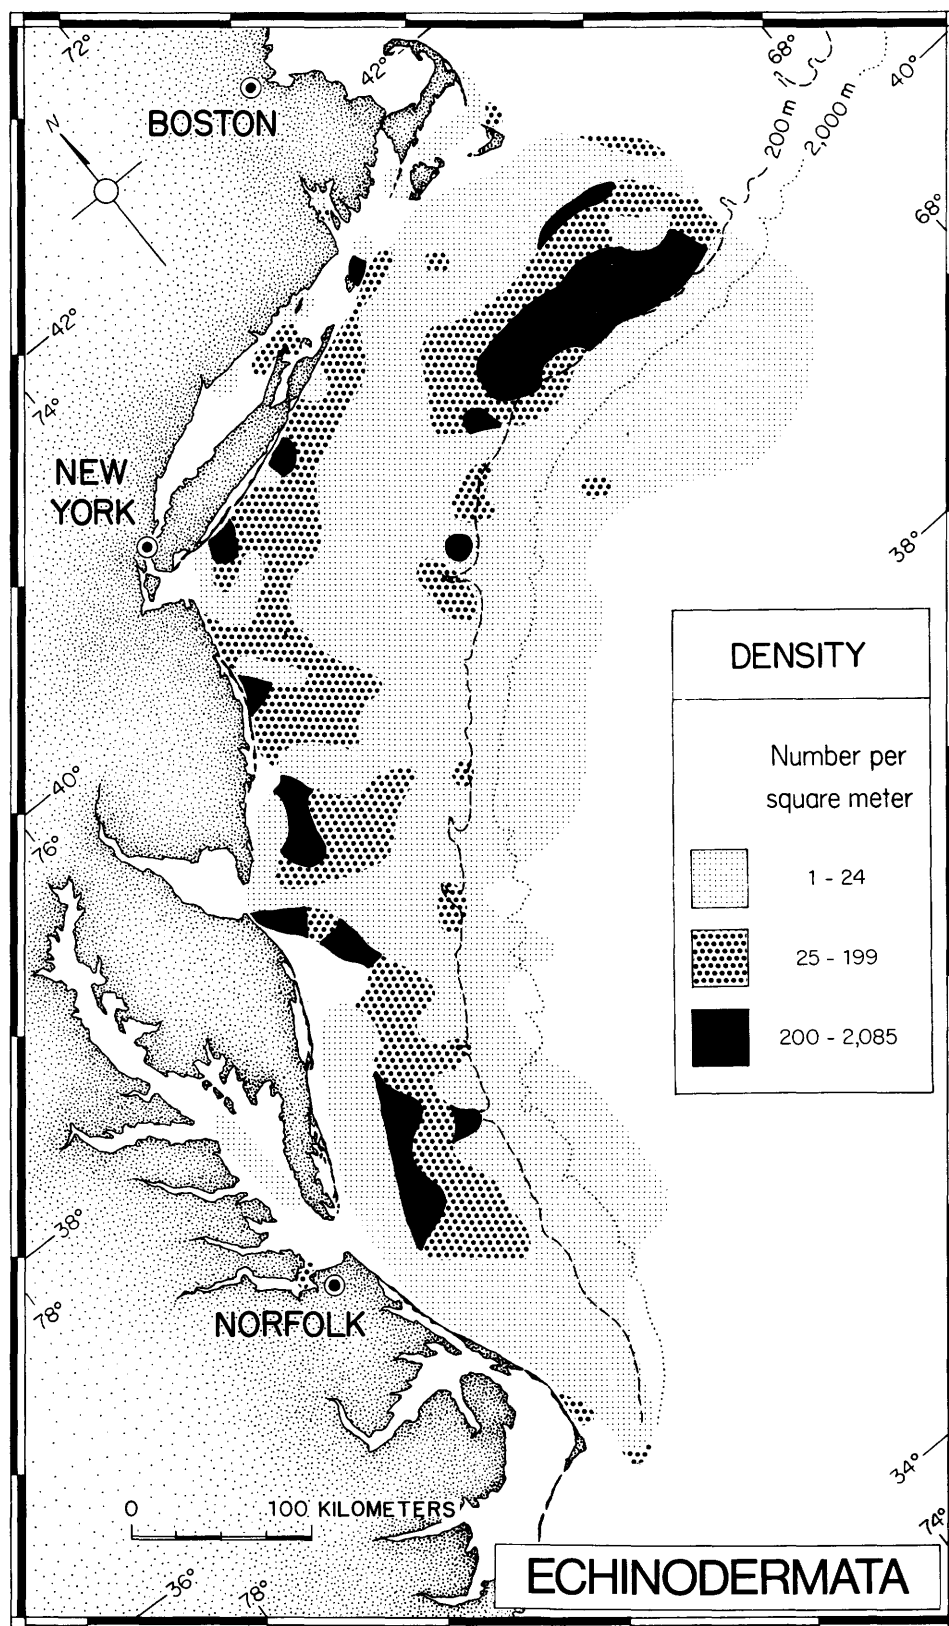 72°
42°
68°
40°
BOSTON
N
200 m
2,000 m
68°
42°
74°
NEW
YORK
38°
DENSITY
Number per
square meter
40°
76°
1 - 24
25 - 199
200 - 2,085
38°
78°
NORFOLK
34°
0 100 KILOMETERS
74°
36°
78°
ECHINODERMATA